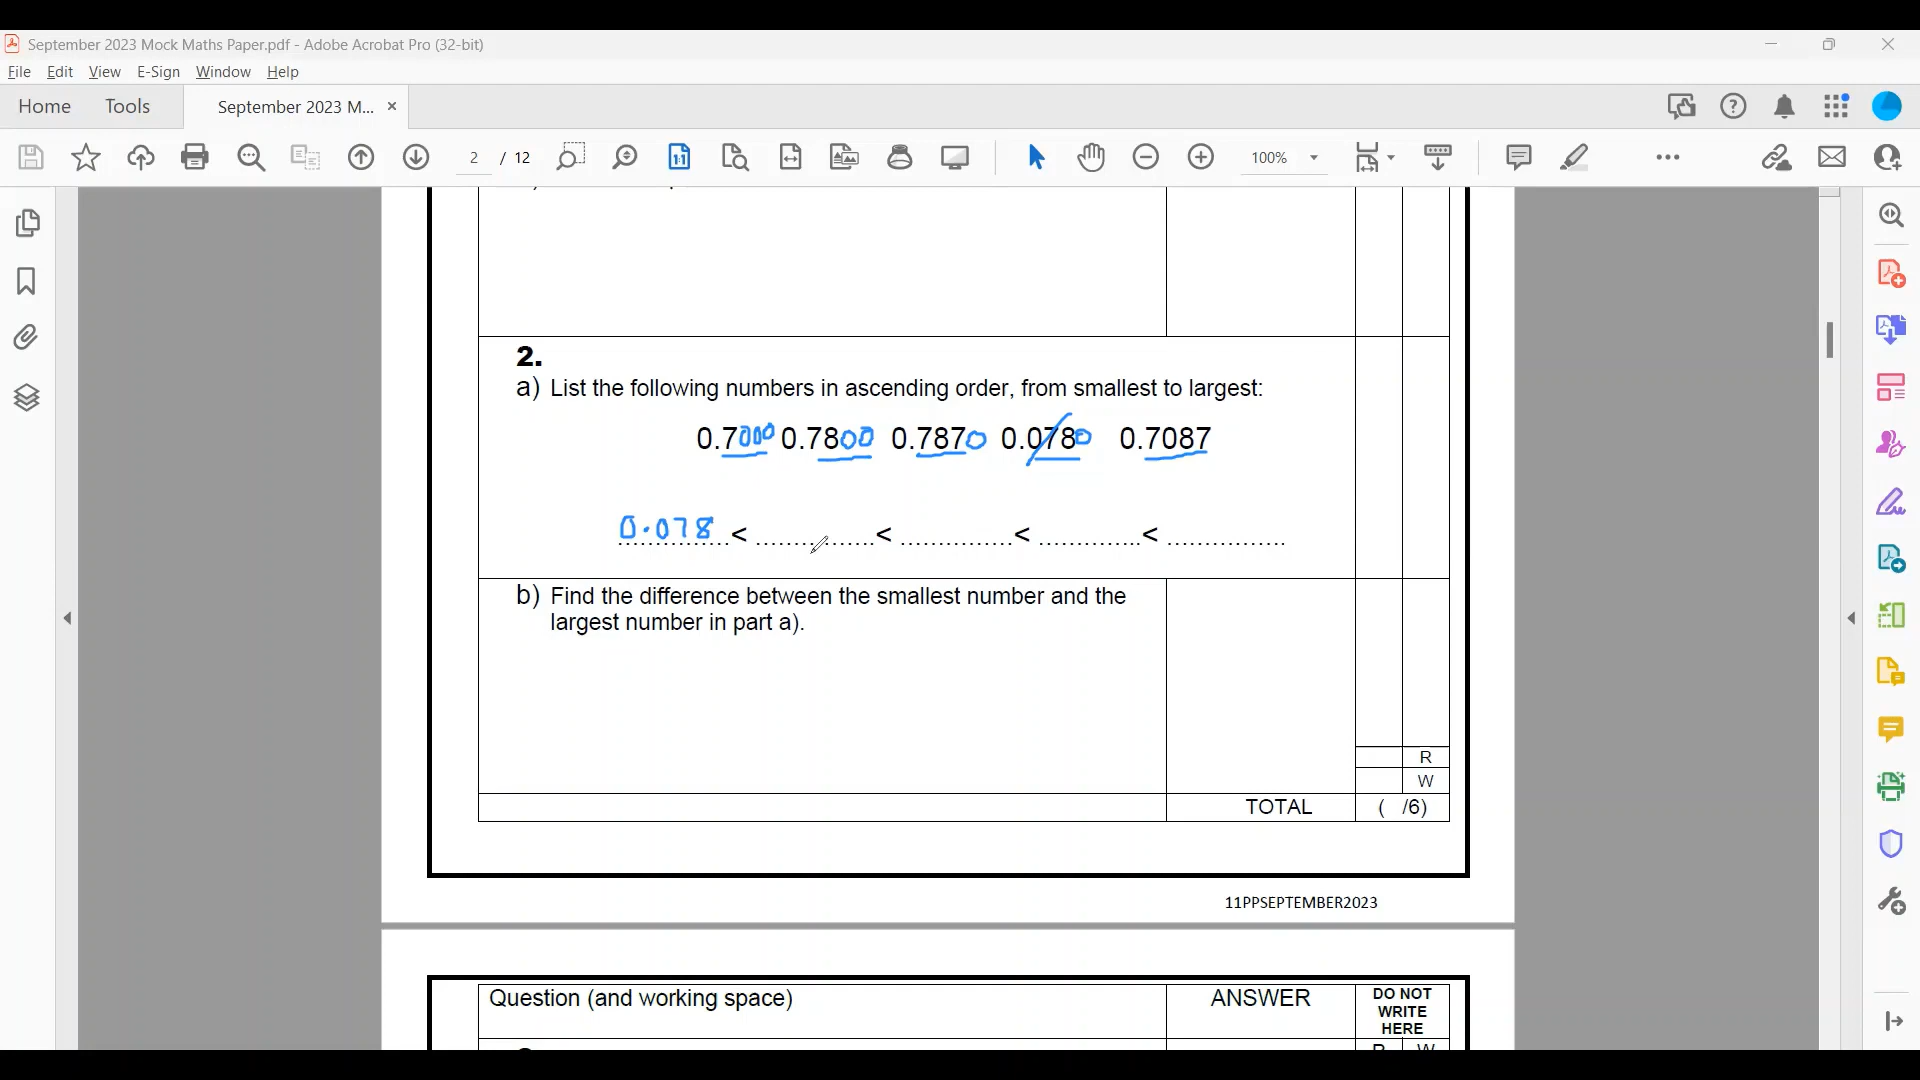 September 2023 Mock Maths Paper.pdf - Adobe Acrobat Pro (32-bit)
File Edit View E-Sign Window Help
Home Tools September 2023 M... ×
2 / 12 1:1 100%
2.
a) List the following numbers in ascending order, from smallest to largest:
0.7000 0.7800 0.7870 0.0780 0.7087
0.078 < ............... < ............... < ............... < ...............
b) Find the difference between the smallest number and the
largest number in part a).
R
W
TOTAL ( /6)
11PPSEPTEMBER2023
Question (and working space) ANSWER DO NOT
WRITE
HERE
R W